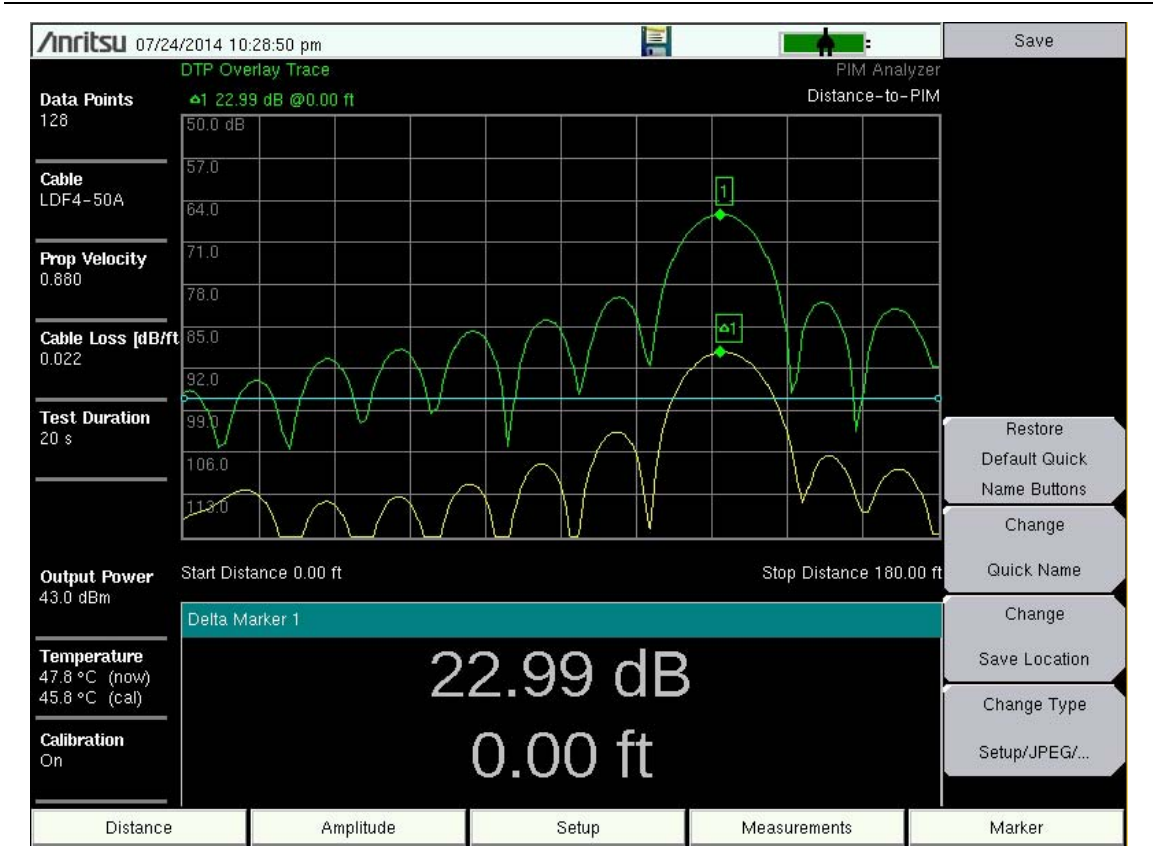 Anritsu 07/24/2014 10:28:50 pm
Save
DTP Overlay Trace
PIM Analyzer
Δ1 22.99 dB @0.00 ft
Distance-to-PIM
Data Points
128
Cable
LDF4-50A
Prop Velocity
0.880
Cable Loss [dB/ft
0.022
Test Duration
20 s
Output Power
43.0 dBm
Temperature
47.8 °C (now)
45.8 °C (cal)
Calibration
On
50.0 dB
57.0
64.0
71.0
78.0
85.0
92.0
99.0
106.0
113.0
1
Δ1
Start Distance 0.00 ft
Stop Distance 180.00 ft
Delta Marker 1
22.99 dB
0.00 ft
Restore
Default Quick
Name Buttons
Change
Quick Name
Change
Save Location
Change Type
Setup/JPEG/...
Distance
Amplitude
Setup
Measurements
Marker